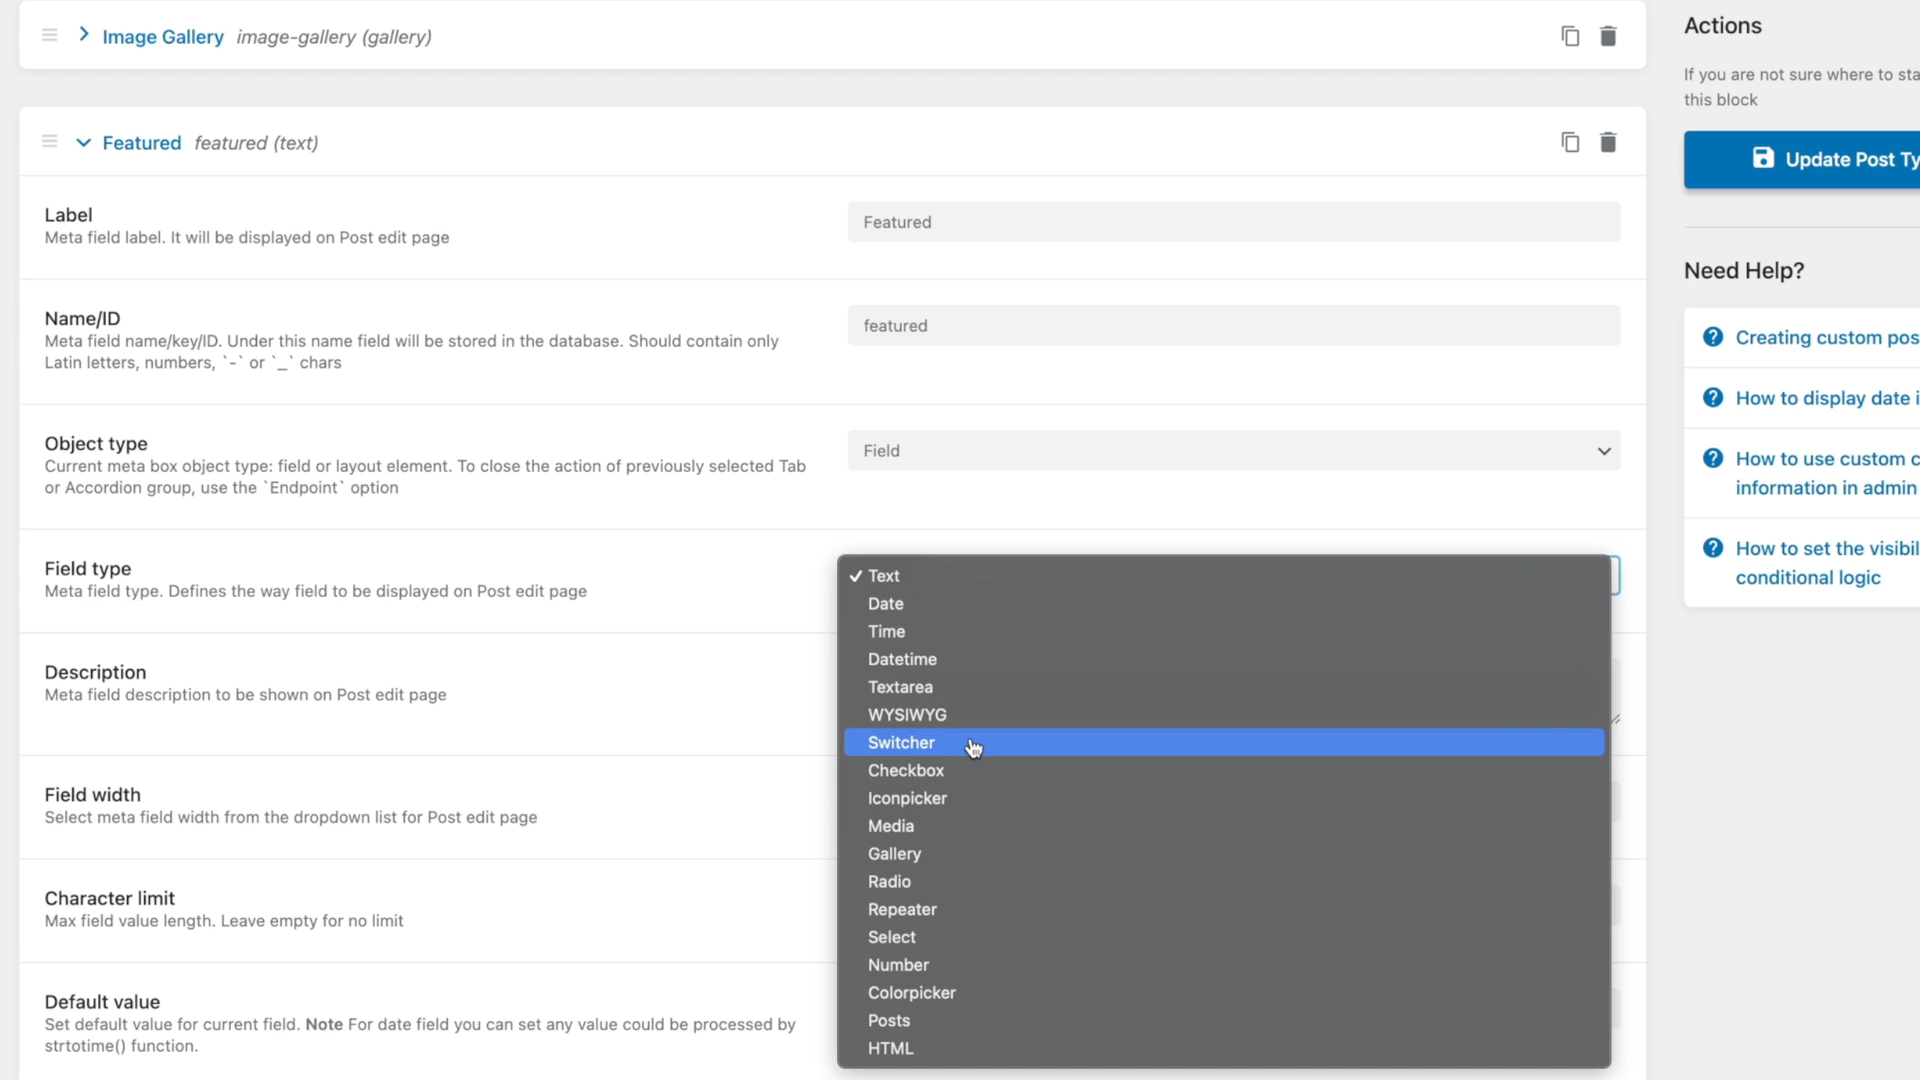 Image Gallery image-gallery (gallery)
Actions
If you are not sure where to sta
this block
Featured featured (text)
Update Post Ty
Label
Meta field label. It will be displayed on Post edit page
Featured
Need Help?
Name/ID
Meta field name/key/ID. Under this name field will be stored in the database. Should contain only
Latin letters, numbers, `-` or `_` chars
featured
Creating custom pos
How to display date i
How to use custom c
information in admin
How to set the visibil
conditional logic
Object type
Current meta box object type: field or layout element. To close the action of previously selected Tab
or Accordion group, use the `Endpoint` option
Field
Field type
Meta field type. Defines the way field to be displayed on Post edit page
Text
Date
Time
Datetime
Textarea
WYSIWYG
Switcher
Checkbox
Iconpicker
Media
Gallery
Radio
Repeater
Select
Number
Colorpicker
Posts
HTML
Description
Meta field description to be shown on Post edit page
Field width
Select meta field width from the dropdown list for Post edit page
Character limit
Max field value length. Leave empty for no limit
Default value
Set default value for current field. Note For date field you can set any value could be processed by
strtotime() function.